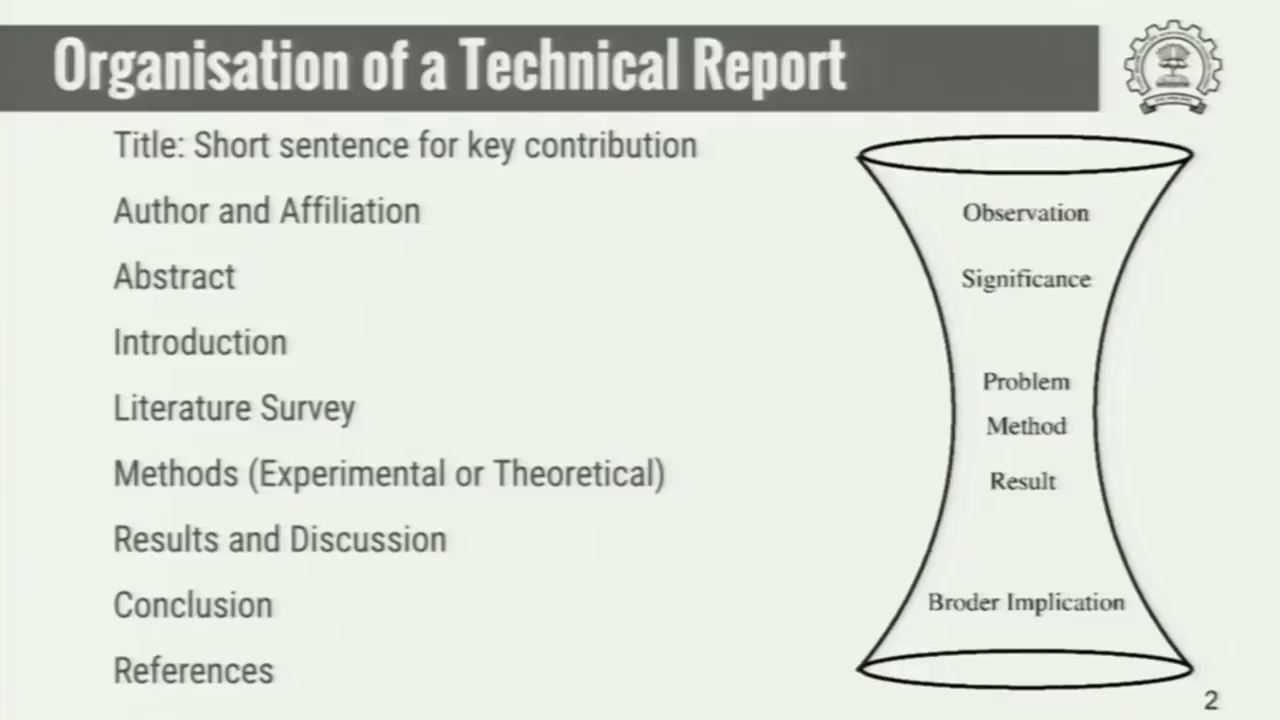 Organisation of a Technical Report
Title: Short sentence for key contribution
Author and Affiliation
Abstract
Introduction
Literature Survey
Methods (Experimental or Theoretical)
Results and Discussion
Conclusion
References
Observation
Significance
Problem
Method
Result
Broder Implication
2